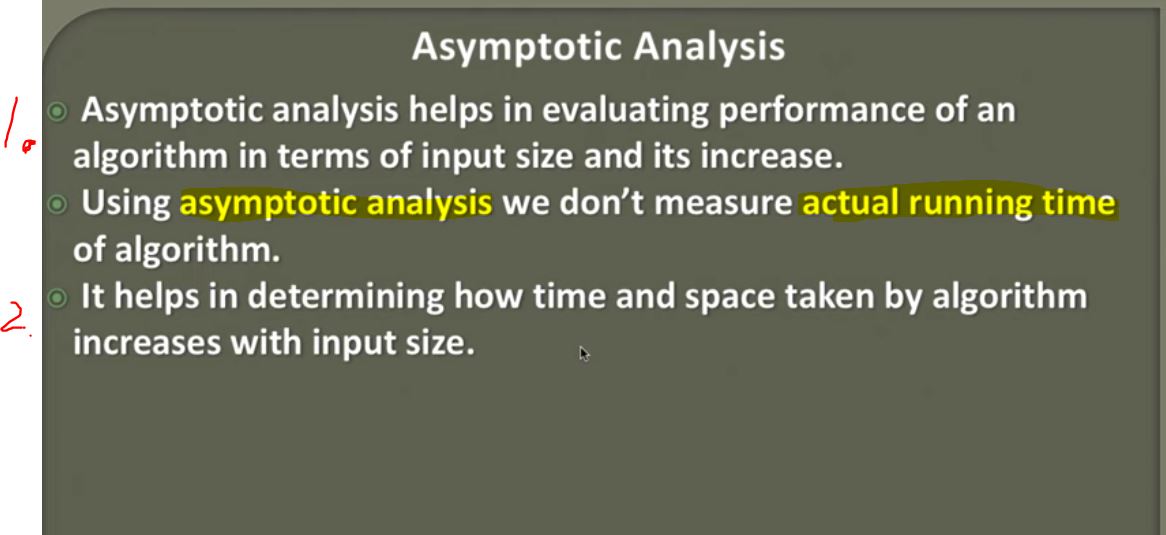 Asymptotic Analysis
1. Asymptotic analysis helps in evaluating performance of an
algorithm in terms of input size and its increase.
Using asymptotic analysis we don't measure actual running time
of algorithm.
2. It helps in determining how time and space taken by algorithm
increases with input size.